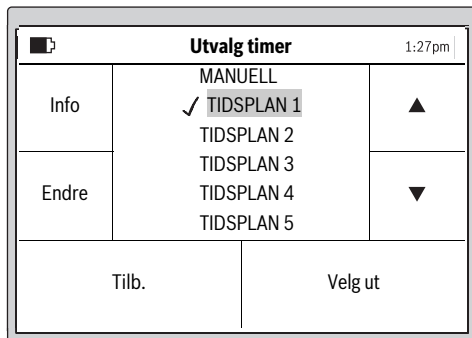 Utvalg timer 1:27pm
MANUELL
Info ✓ TIDSPLAN 1 ▲
TIDSPLAN 2
TIDSPLAN 3
Endre TIDSPLAN 4 ▼
TIDSPLAN 5
Tilb. Velg ut